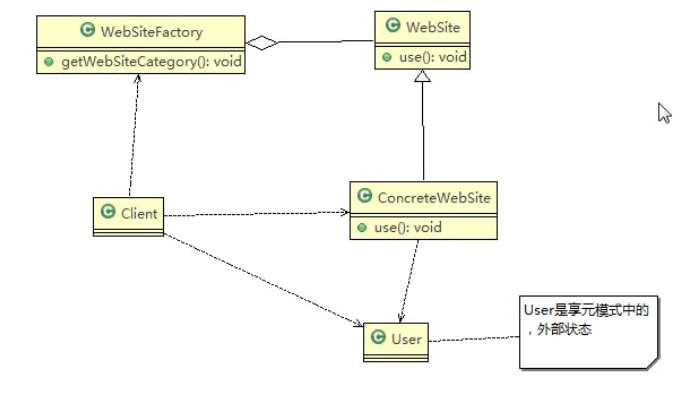 WebSiteFactory
getWebSiteCategory(): void
WebSite
use(): void
Client
ConcreteWebSite
use(): void
User
User是享元模式中的
，外部状态